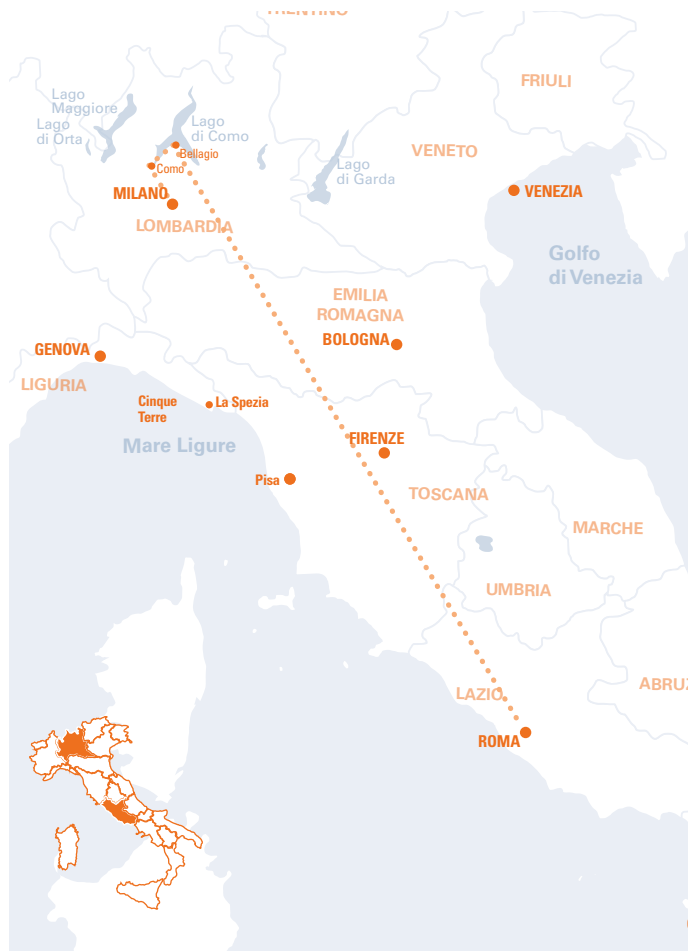 TRENTINO
FRIULI
Lago
Maggiore
Lago
di Orta
Lago
di Como
Bellagio
Como
Lago
di Garda
VENETO
MILANO
VENEZIA
LOMBARDIA
Golfo
di Venezia
EMILIA
ROMAGNA
BOLOGNA
GENOVA
LIGURIA
Cinque
Terre
La Spezia
Mare Ligure
FIRENZE
Pisa
TOSCANA
MARCHE
UMBRIA
LAZIO
ABRUZ
ROMA